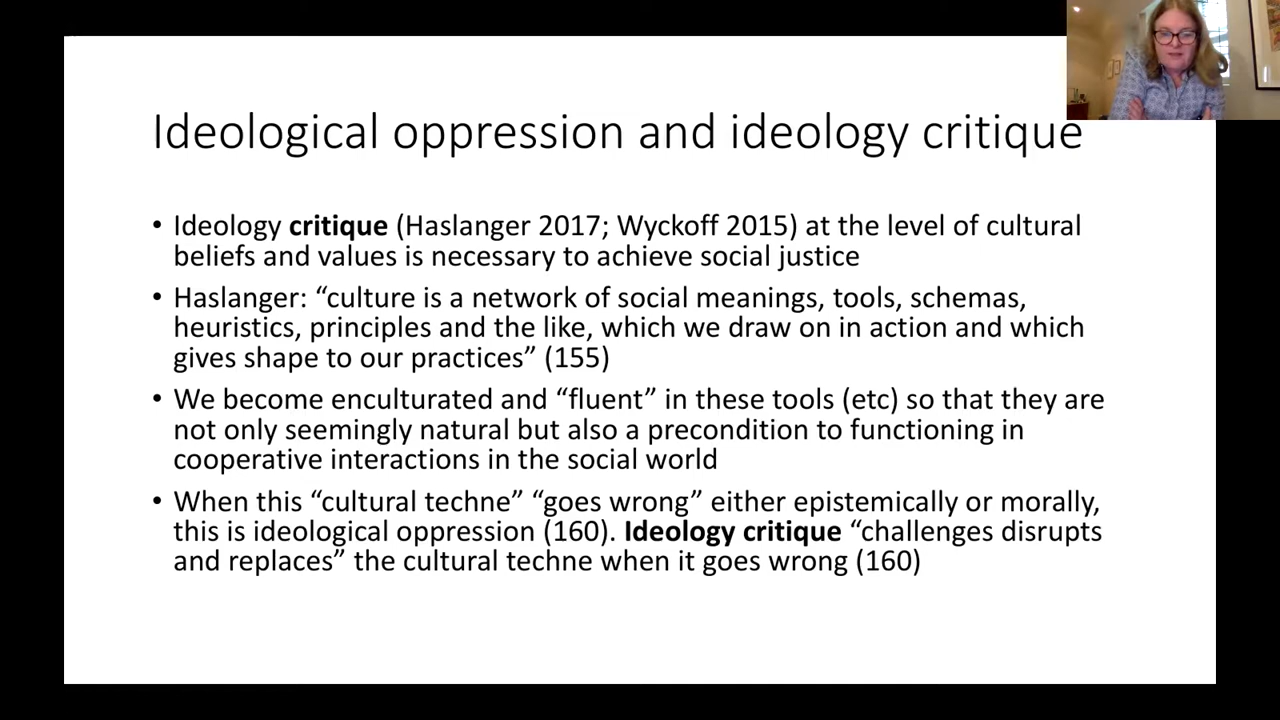 Ideological oppression and ideology critique
• Ideology critique (Haslanger 2017; Wyckoff 2015) at the level of cultural
beliefs and values is necessary to achieve social justice
• Haslanger: “culture is a network of social meanings, tools, schemas,
heuristics, principles and the like, which we draw on in action and which
gives shape to our practices” (155)
• We become enculturated and “fluent” in these tools (etc) so that they are
not only seemingly natural but also a precondition to functioning in
cooperative interactions in the social world
• When this “cultural techne” “goes wrong” either epistemically or morally,
this is ideological oppression (160). Ideology critique “challenges disrupts
and replaces” the cultural techne when it goes wrong (160)